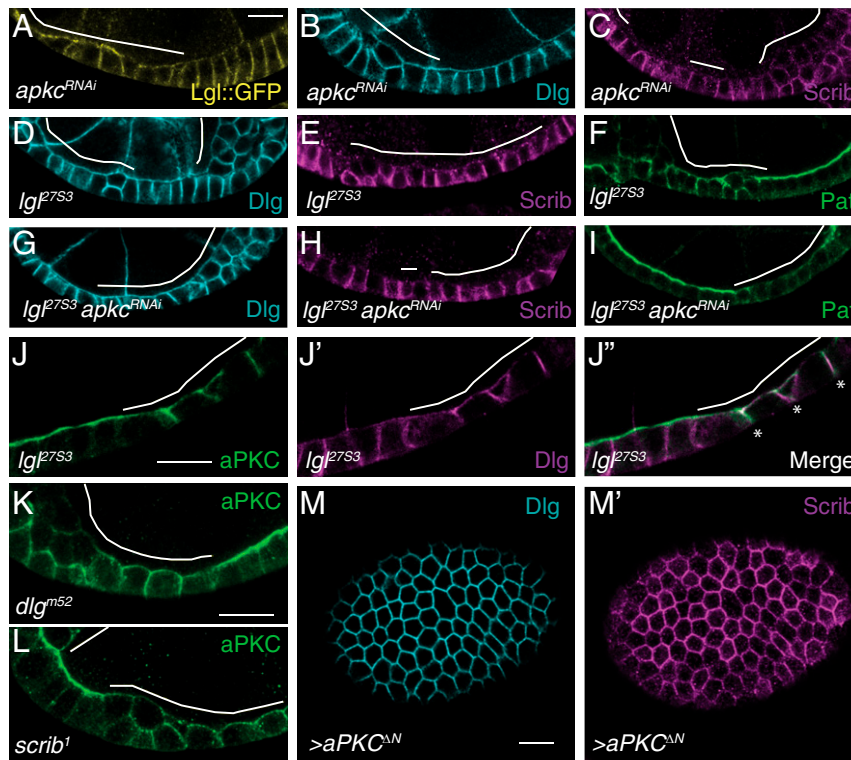 A
apkc^RNAi Lgl::GFP
B
apkc^RNAi Dlg
C
apkc^RNAi Scrib
D
lgl^27S3 Dlg
E
lgl^27S3 Scrib
F
lgl^27S3 Pat
G
lgl^27S3 apkc^RNAi Dlg
H
lgl^27S3 apkc^RNAi Scrib
I
lgl^27S3 apkc^RNAi Pat
J
lgl^27S3 aPKC
J'
lgl^27S3 Dlg
J"
* * *
lgl^27S3 Merge
K aPKC
dlg^m52
L aPKC
scrib^1
M Dlg
>aPKC^ΔN
M' Scrib
>aPKC^ΔN